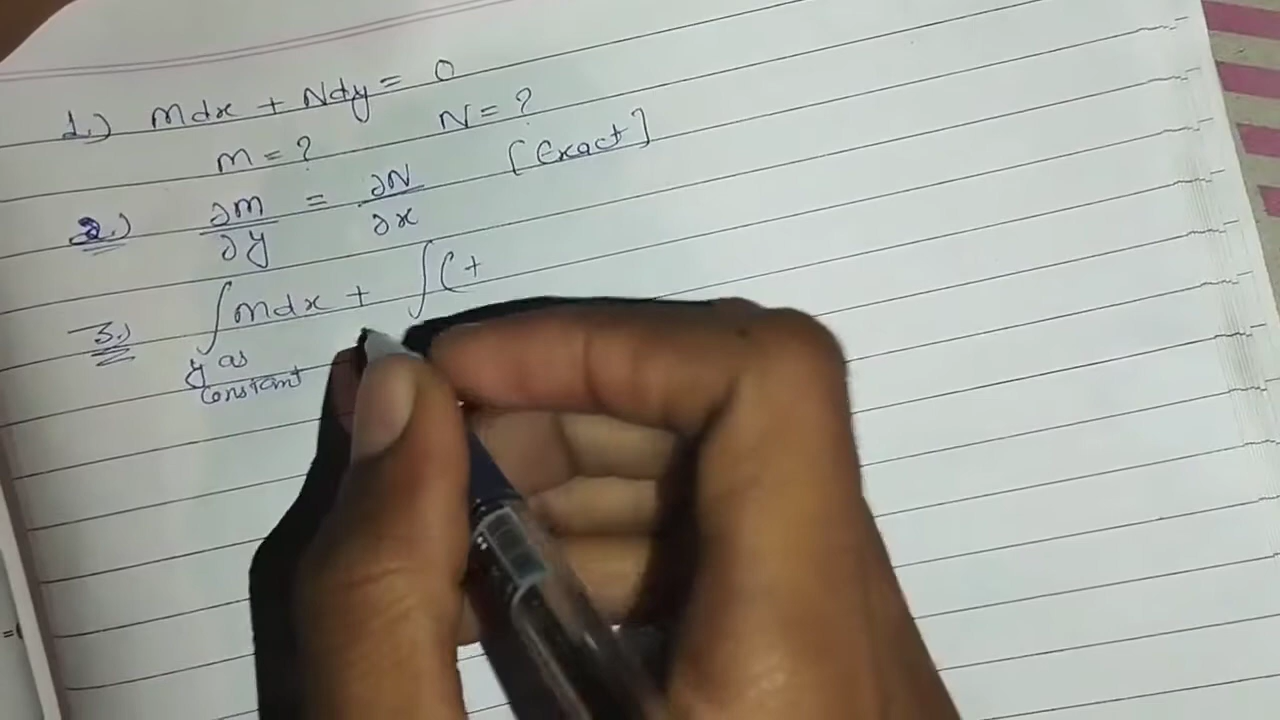 1.) Mdx + Ndy = 0
m = ? N = ?
2.) ∂m/∂y = ∂N/∂x [Exact]
3.) ∫mdx + ∫(+
y as
constant
=